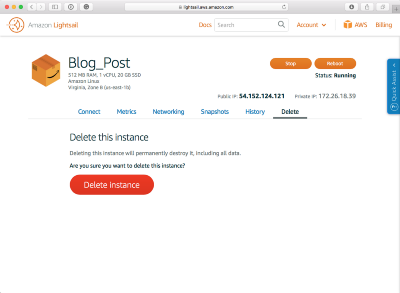 lightsail.aws.amazon.com
Amazon Lightsail
Docs
Search
Account
AWS
Billing
Blog_Post
512 MB RAM, 1 vCPU, 20 GB SSD
Amazon Linux
Virginia, Zone B (us-east-1b)
Stop
Reboot
Status: Running
Public IP: 54.152.124.121 Private IP: 172.26.18.59
Quick Assist
Connect Metrics Networking Snapshots History Delete
Delete this instance
Deleting this instance will permanently destroy it, including all data.
Are you sure you want to delete this instance?
Delete instance